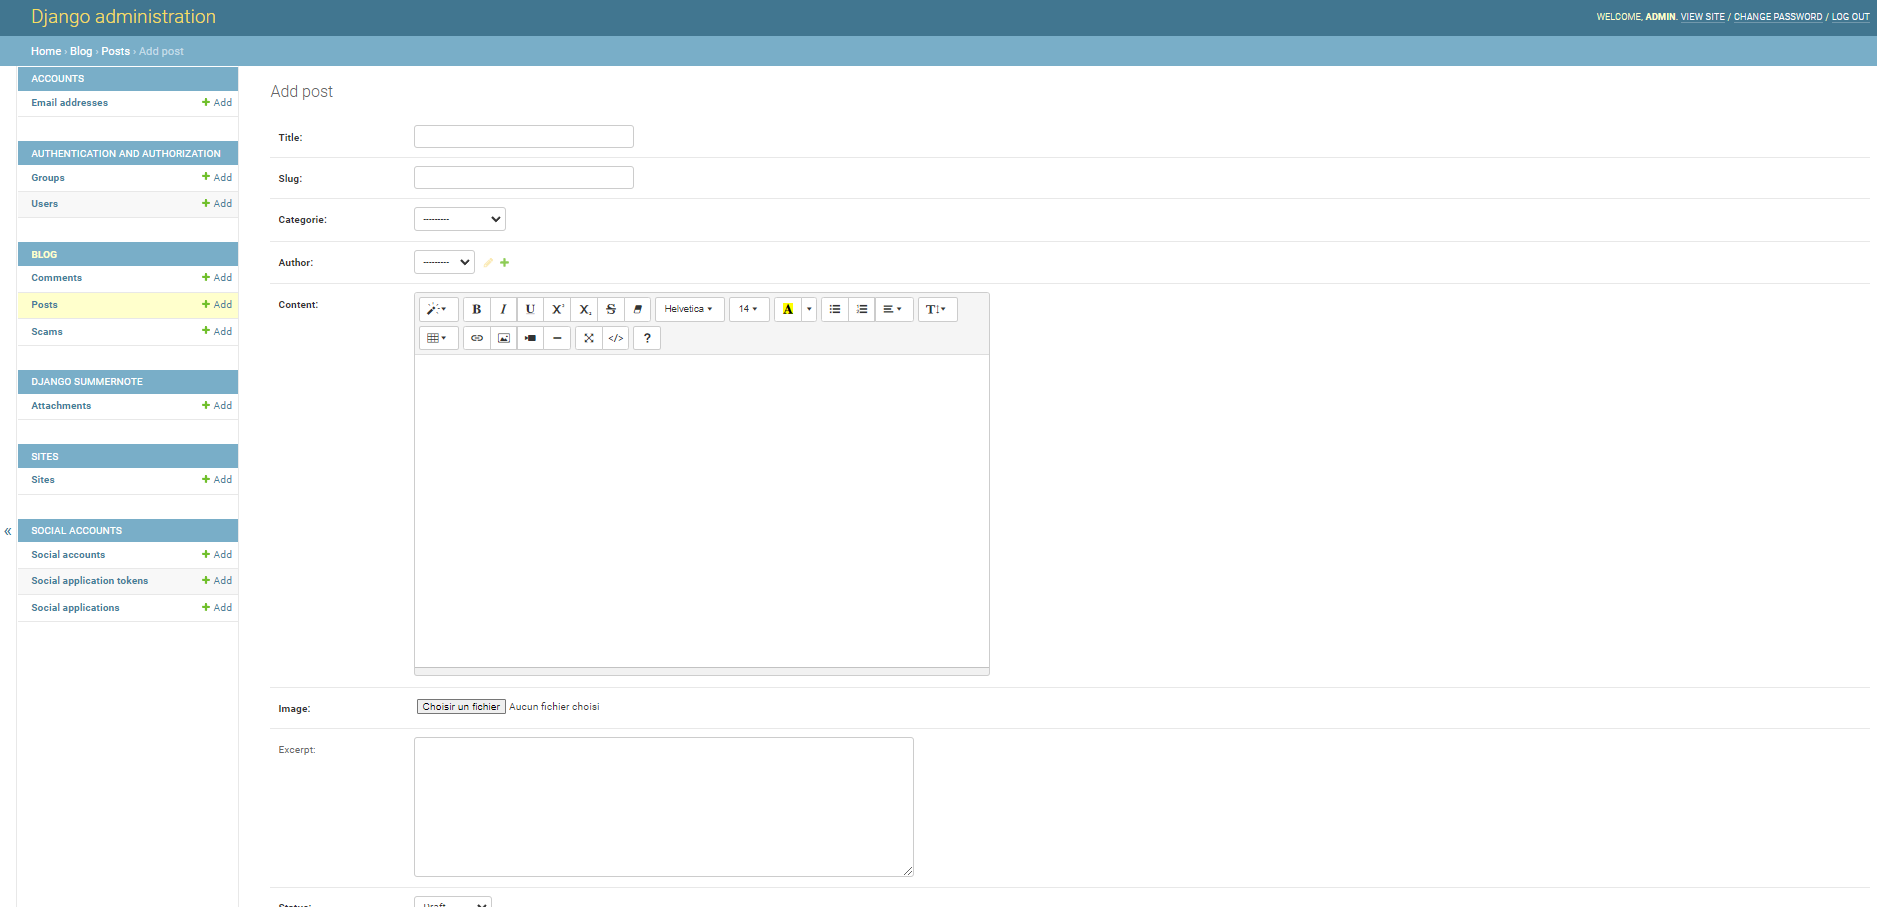 Django administration
WELCOME, ADMIN. VIEW SITE / CHANGE PASSWORD / LOG OUT
Home › Blog › Posts › Add post
ACCOUNTS
Email addresses + Add
AUTHENTICATION AND AUTHORIZATION
Groups + Add
Users + Add
BLOG
Comments + Add
Posts + Add
Scams + Add
DJANGO SUMMERNOTE
Attachments + Add
SITES
Sites + Add
«
SOCIAL ACCOUNTS
Social accounts + Add
Social application tokens + Add
Social applications + Add
Add post
Title:
Slug:
Categorie: ---------
Author: ---------
Content:
B I U X² X₂ S Helvetica 14 A T
</> ?
Image: Choisir un fichier Aucun fichier choisi
Excerpt:
Status: Draft